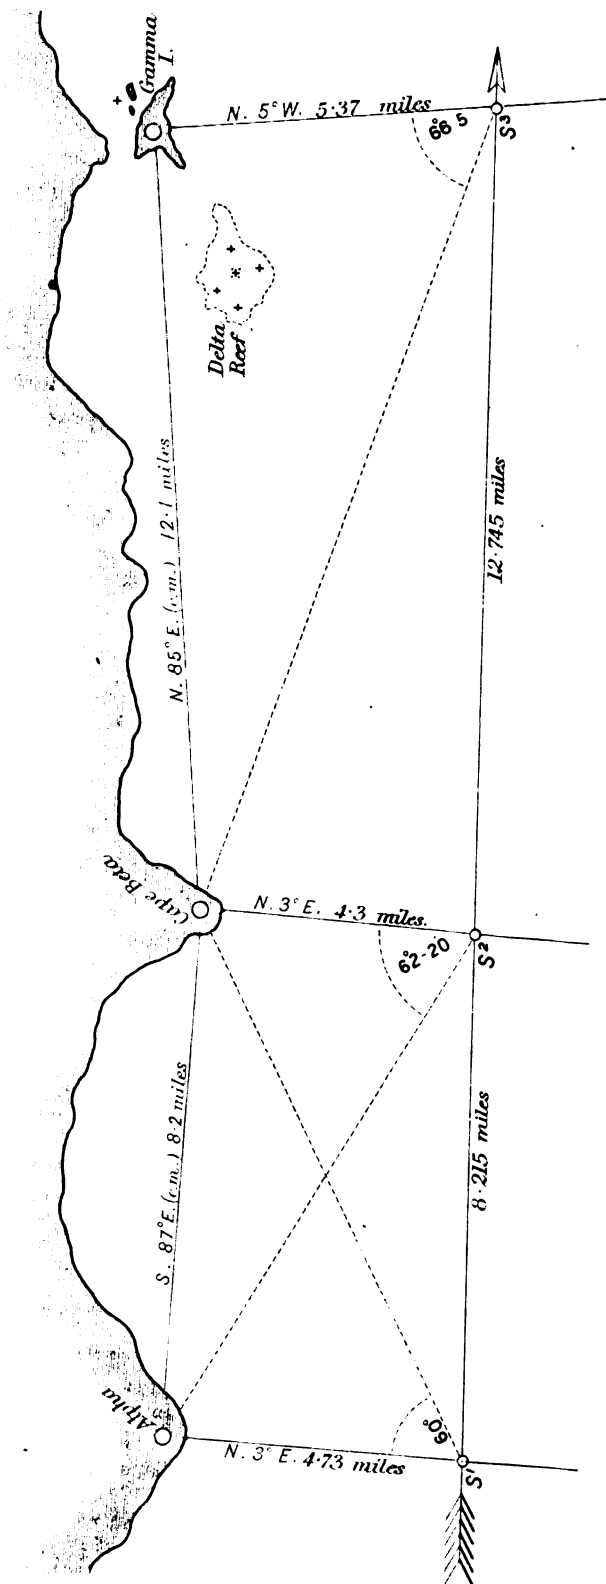 Gamma
I.
N. 5° W. 5·37 miles
66°5
S³
Delta
Reef
N. 85° E. (c.m.) 12·1 miles
12·745 miles
Cape Beta
N. 3° E. 4·3 miles.
62°-20
S²
S. 87° E. (c.m.) 8·2 miles
8·215 miles
Alpha
N. 3° E. 4·73 miles
60°
S¹